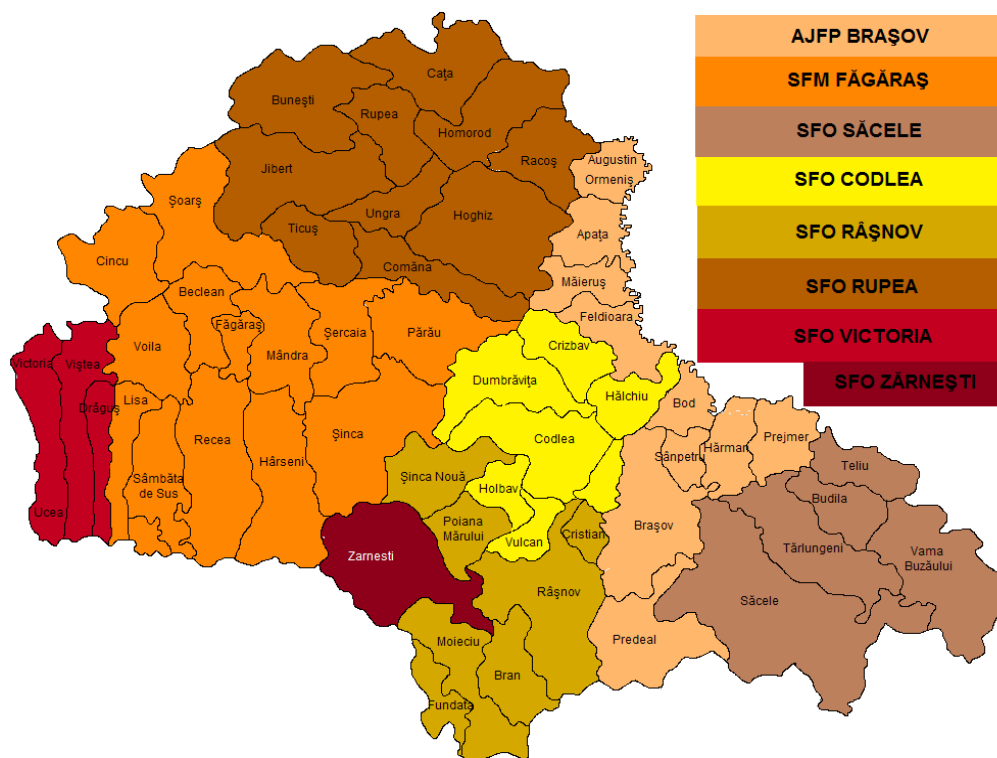 AJFP BRAŞOV
SFM FĂGĂRAŞ
SFO SĂCELE
SFO CODLEA
SFO RÂŞNOV
SFO RUPEA
SFO VICTORIA
SFO ZĂRNEŞTI
Caţa
Buneşti
Rupea
Homorod
Racoş
Augustin
Ormeniş
Jibert
Şoarş
Ungra
Hoghiz
Ticuş
Apaţa
Cincu
Comăna
Măieruş
Beclean
Feldioara
Făgăraş
Şercaia
Părău
Voila
Mândra
Crizbav
Victoria
Viştea
Dumbrăviţa
Hălchiu
Lisa
Drăguş
Bod
Recea
Şinca
Codlea
Sânpetru
Hărman
Prejmer
Hârseni
Teliu
Sâmbăta
de Sus
Şinca Nouă
Holbav
Budila
Ucea
Poiana
Mărului
Vulcan
Cristian
Braşov
Tărlungeni
Vama
Buzăului
Zarnesti
Râşnov
Săcele
Moieciu
Predeal
Bran
Fundata